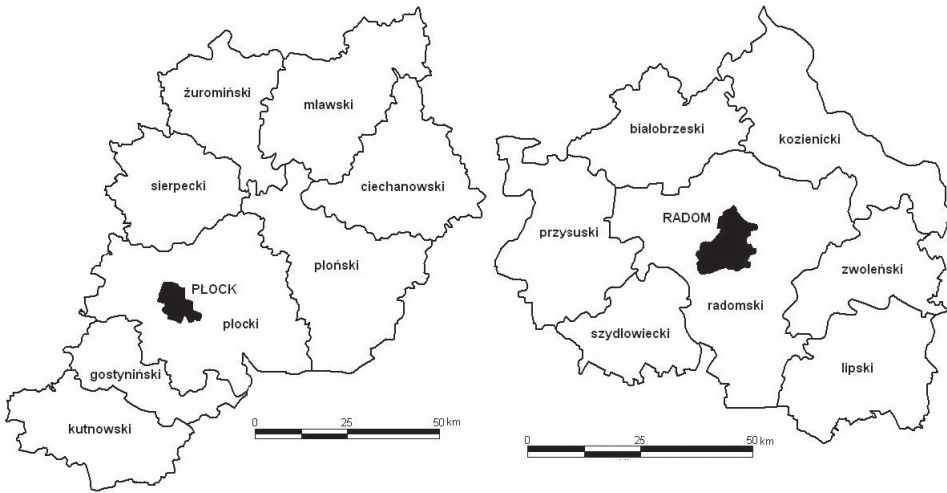 żuromiński
mławski
sierpecki
ciechanowski
płoński
PŁOCK
płocki
gostyniński
kutnowski
0 25 50 km
białobrzeski
kozienicki
RADOM
przysuski
zwoleński
radomski
szydłowiecki
lipski
0 25 50 km